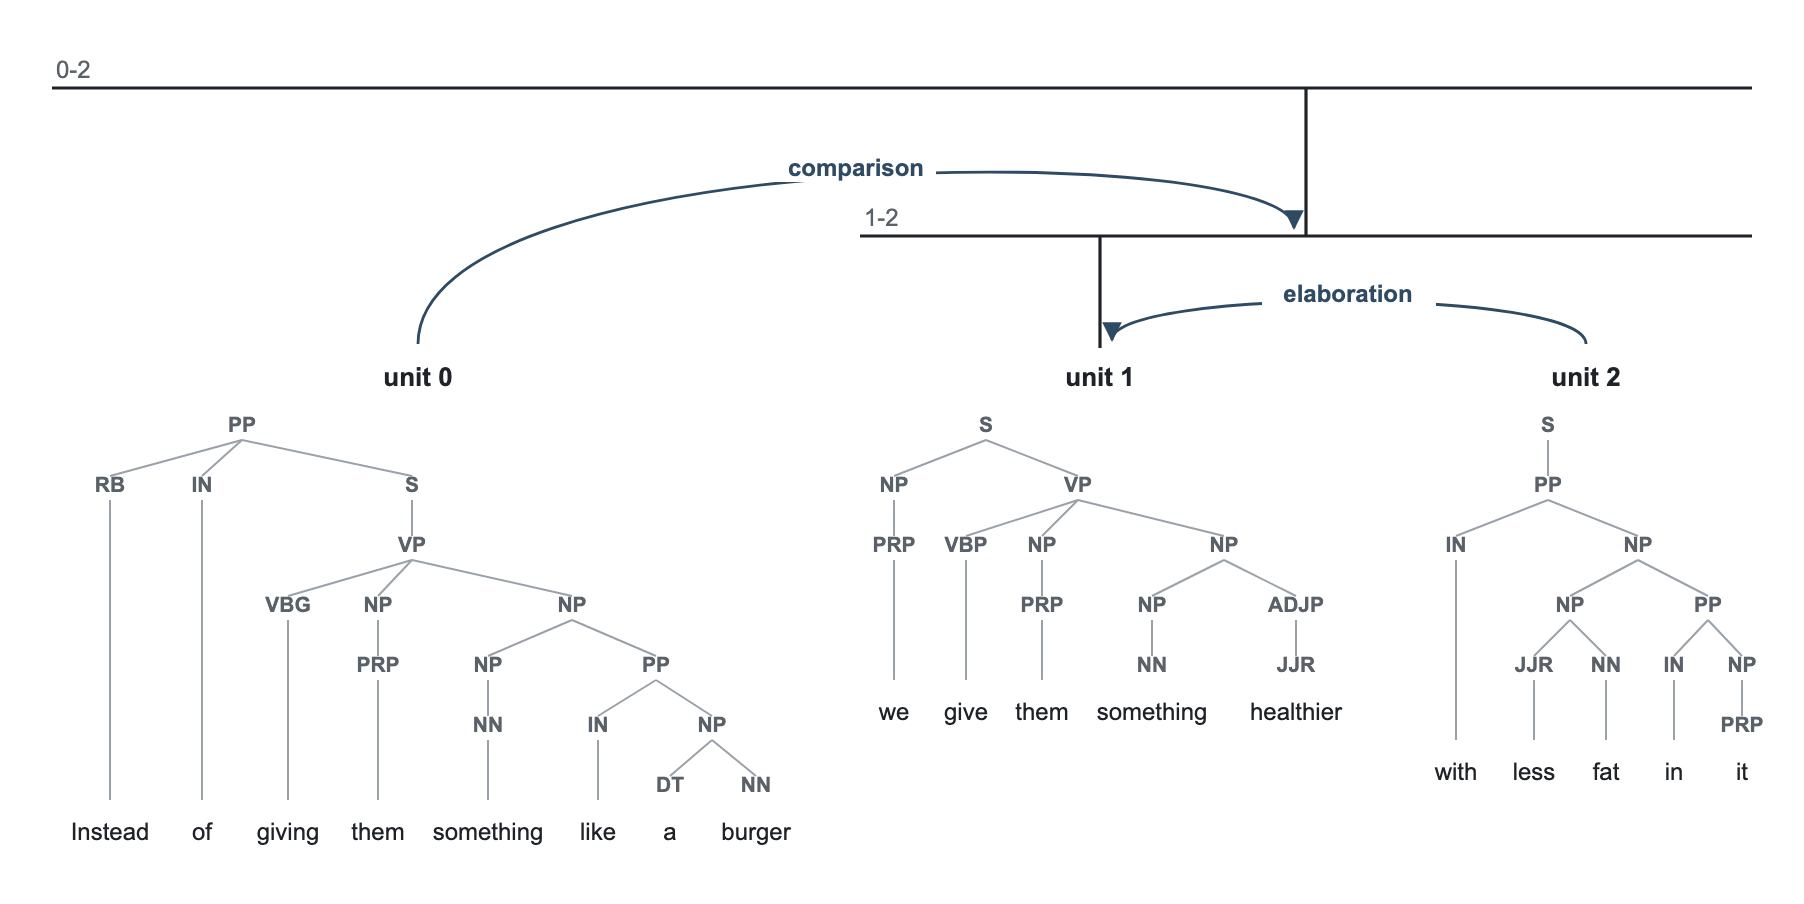 0-2
comparison
1-2
elaboration
unit 0 unit 1 unit 2
PP S S
RB IN S NP VP PP
VP PRP VBP NP NP IN NP
VBG NP NP PRP NP ADJP NP PP
PRP NP PP NN JJR JJR NN IN NP
we give them something healthier
NN IN NP PRP
with less fat in it
DT NN
Instead of giving them something like a burger